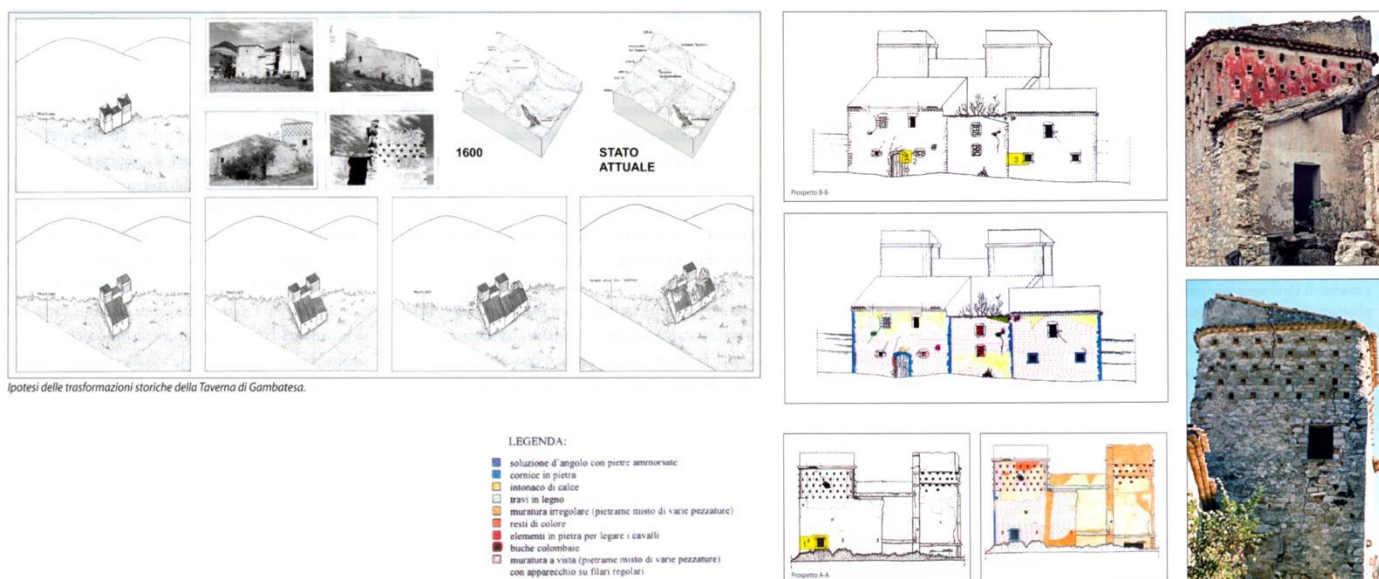 1600
STATO
ATTUALE
Ipotesi delle trasformazioni storiche della Taverna di Gambatesa.
LEGENDA:
soluzione d'angolo con pietre ammorsate
cornice in pietra
intonaco di calce
travi in legno
muratura irregolare (pietrame misto di varie pezzature)
resti di colore
elementi in pietra per legare i cavalli
buche colombaie
muratura a vista (pietrame misto di varie pezzature)
con apparecchio su filari regolari
Prospetto B-B
3
Prospetto A-A